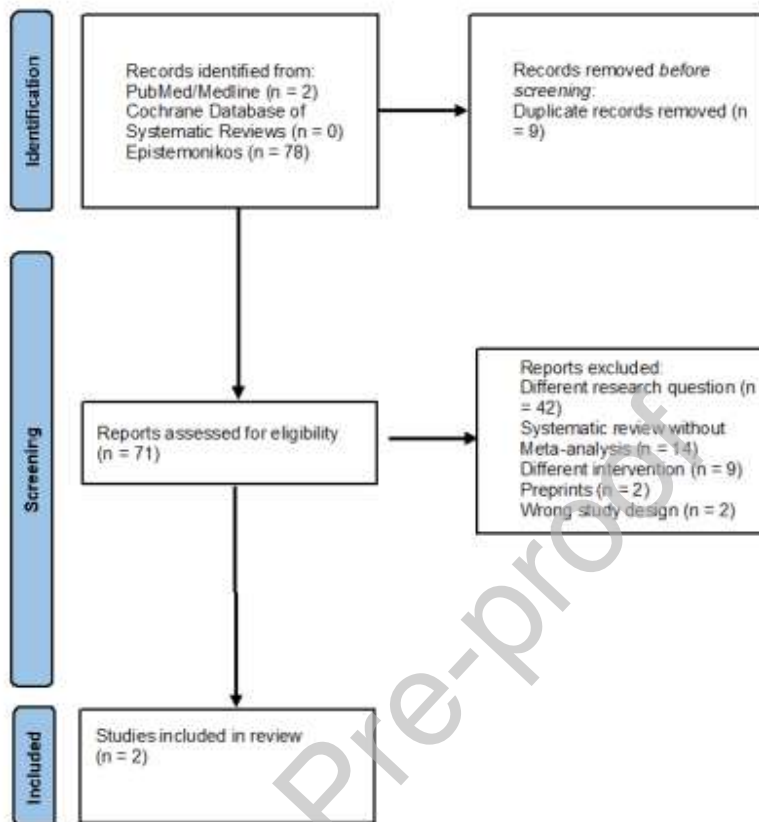 Identification
Records identified from:
PubMed/Medline (n = 2)
Cochrane Database of
Systematic Reviews (n = 0)
Epistemonikos (n = 78)
Records removed before
screening:
Duplicate records removed (n
= 9)
Screening
Reports assessed for eligibility
(n = 71)
Reports excluded:
Different research question (n
= 42)
Systematic review without
Meta-analysis (n = 14)
Different intervention (n = 9)
Preprints (n = 2)
Wrong study design (n = 2)
Included
Studies included in review
(n = 2)
Pre-proof